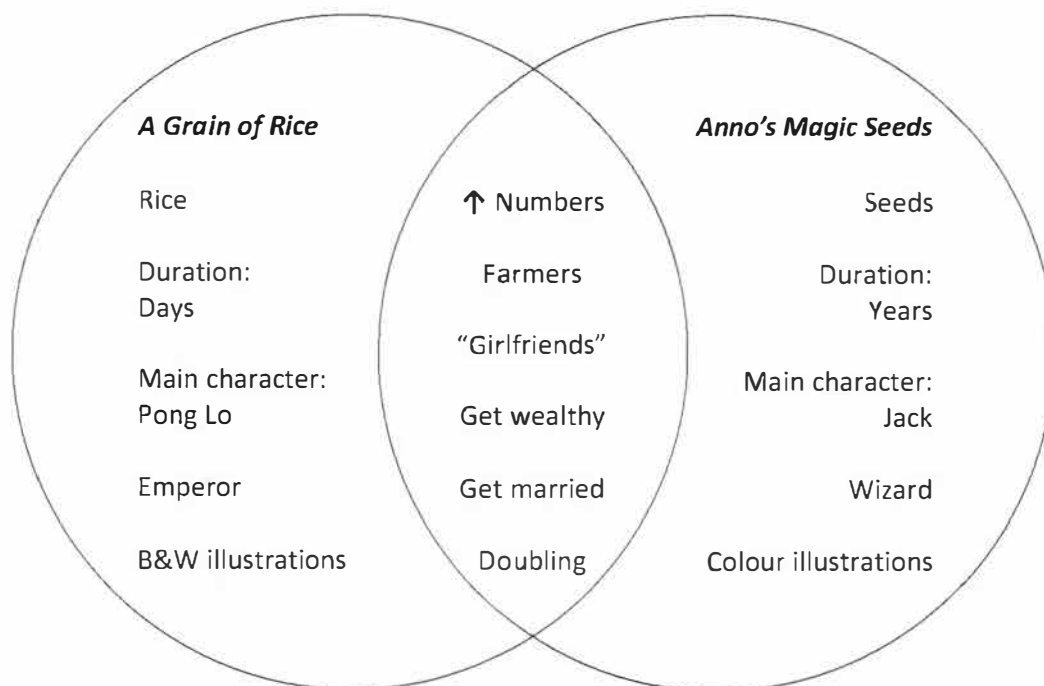 A Grain of Rice
Rice
Duration:
Days
Main character:
Pong Lo
Emperor
B&W illustrations
↑ Numbers
Farmers
“Girlfriends”
Get wealthy
Get married
Doubling
Anno’s Magic Seeds
Seeds
Duration:
Years
Main character:
Jack
Wizard
Colour illustrations